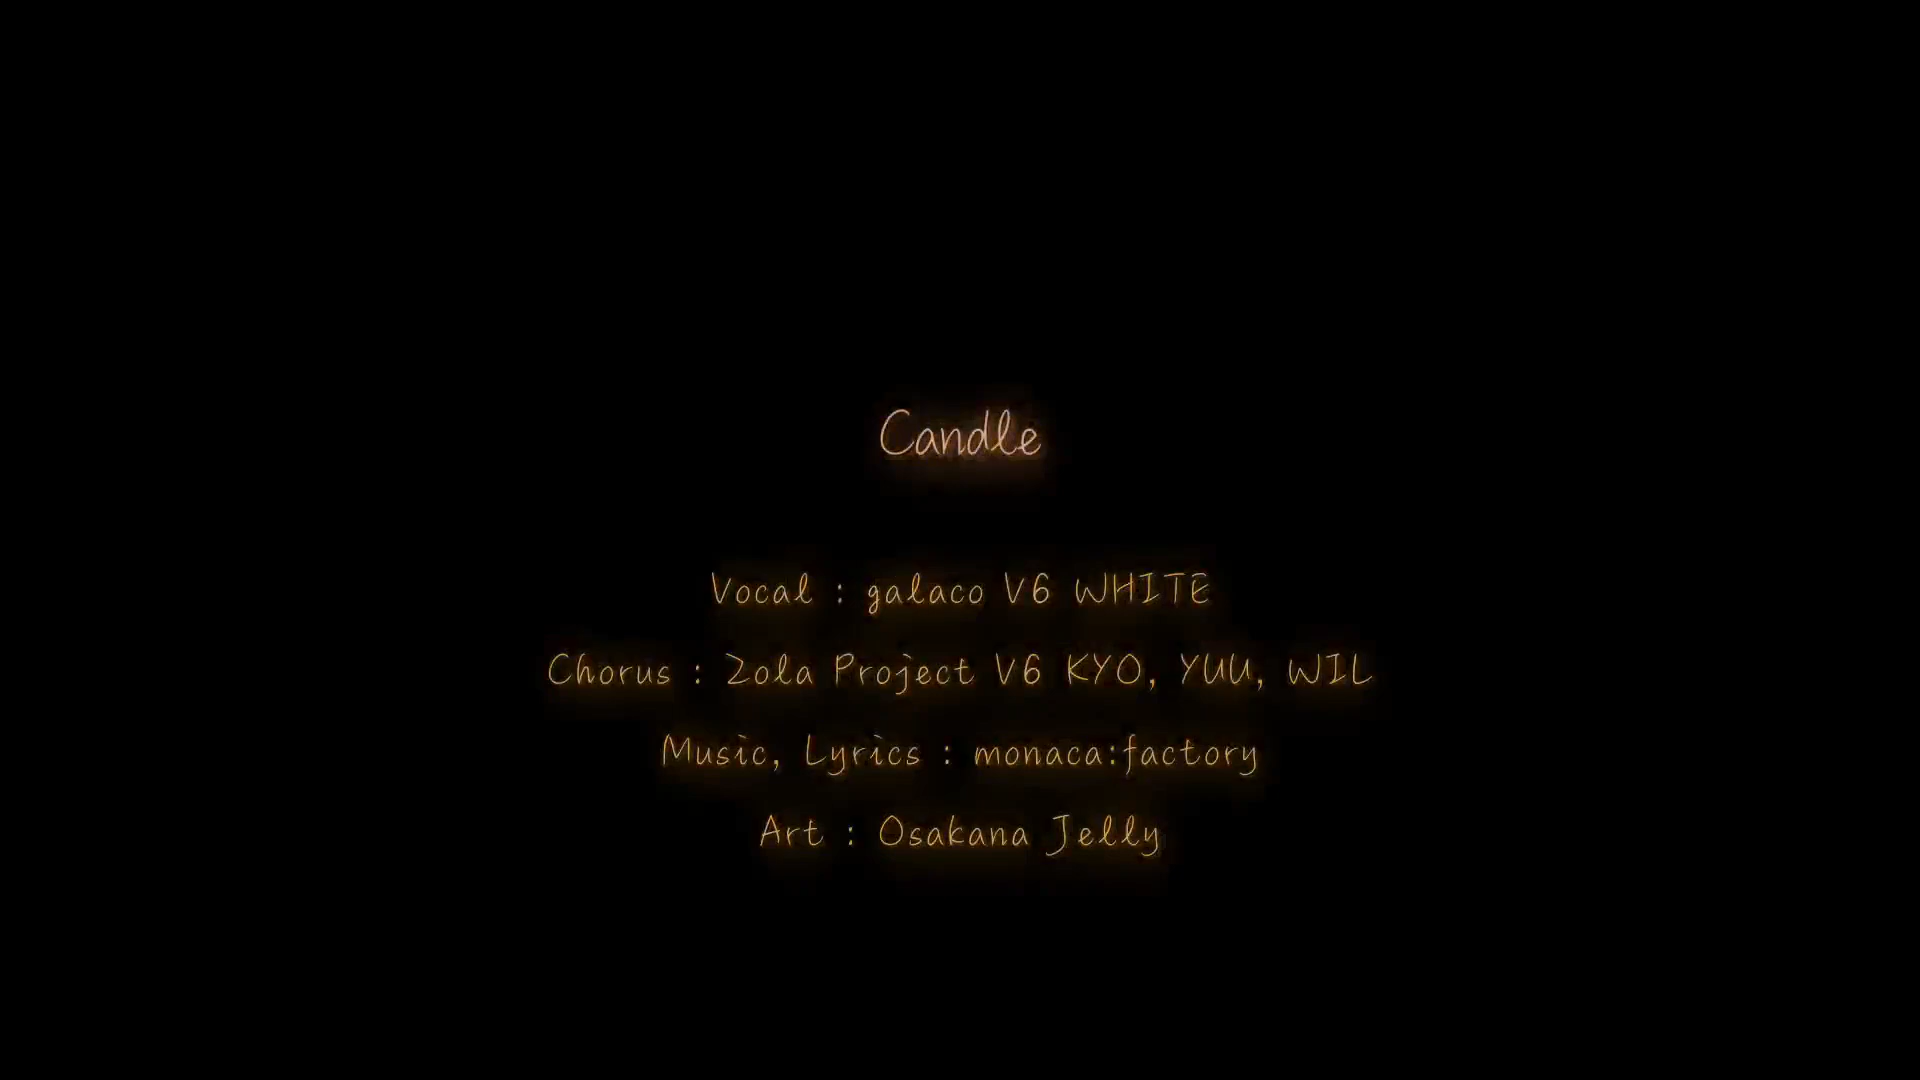 Candle
Vocal : galaco V6 WHITE
Chorus : Zola Project V6 KYO, YUU, WIL
Music, Lyrics : monaca:factory
Art : Osakana Jelly